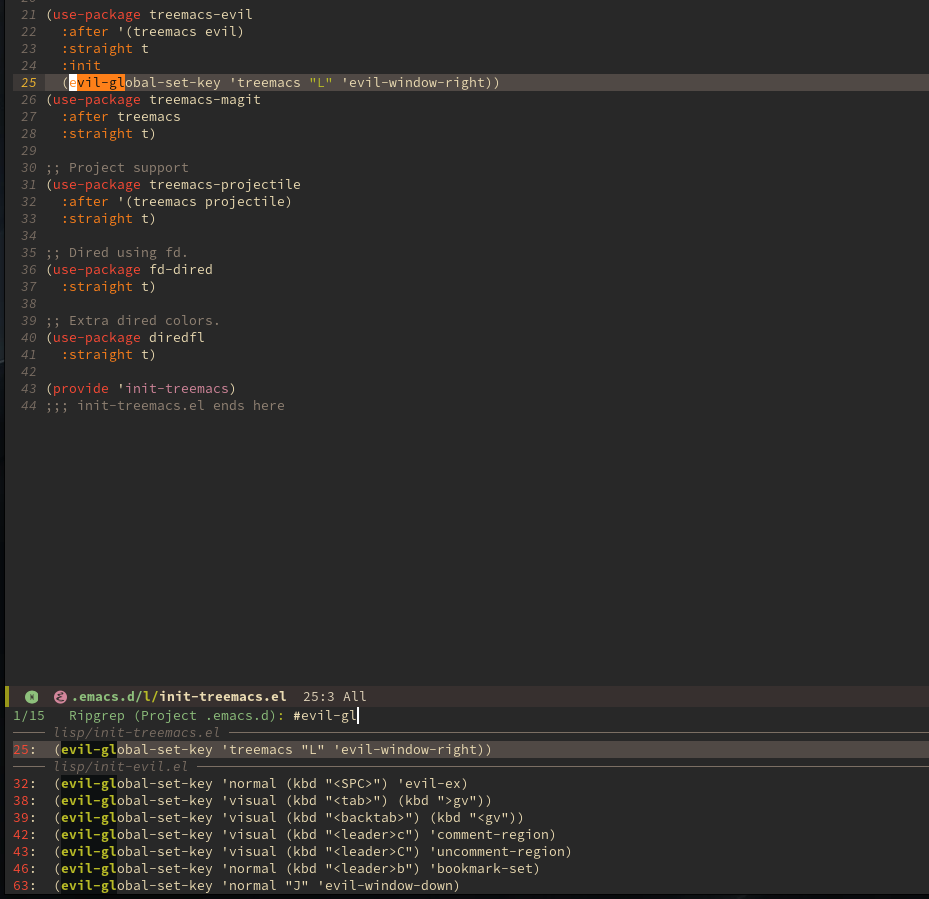 21 (use-package treemacs-evil
22   :after '(treemacs evil)
23   :straight t
24   :init
25   (evil-global-set-key 'treemacs "L" 'evil-window-right))
26 (use-package treemacs-magit
27   :after treemacs
28   :straight t)
29
30 ;; Project support
31 (use-package treemacs-projectile
32   :after '(treemacs projectile)
33   :straight t)
34
35 ;; Dired using fd.
36 (use-package fd-dired
37   :straight t)
38
39 ;; Extra dired colors.
40 (use-package diredfl
41   :straight t)
42
43 (provide 'init-treemacs)
44 ;;; init-treemacs.el ends here
.emacs.d/l/init-treemacs.el  25:3 All
1/15   Ripgrep (Project .emacs.d): #evil-gl
lisp/init-treemacs.el
25:  (evil-global-set-key 'treemacs "L" 'evil-window-right))
lisp/init-evil.el
32:  (evil-global-set-key 'normal (kbd "<SPC>") 'evil-ex)
38:  (evil-global-set-key 'visual (kbd "<tab>") (kbd ">gv"))
39:  (evil-global-set-key 'visual (kbd "<backtab>") (kbd "<gv"))
42:  (evil-global-set-key 'visual (kbd "<leader>c") 'comment-region)
43:  (evil-global-set-key 'visual (kbd "<leader>C") 'uncomment-region)
46:  (evil-global-set-key 'normal (kbd "<leader>b") 'bookmark-set)
63:  (evil-global-set-key 'normal "J" 'evil-window-down)